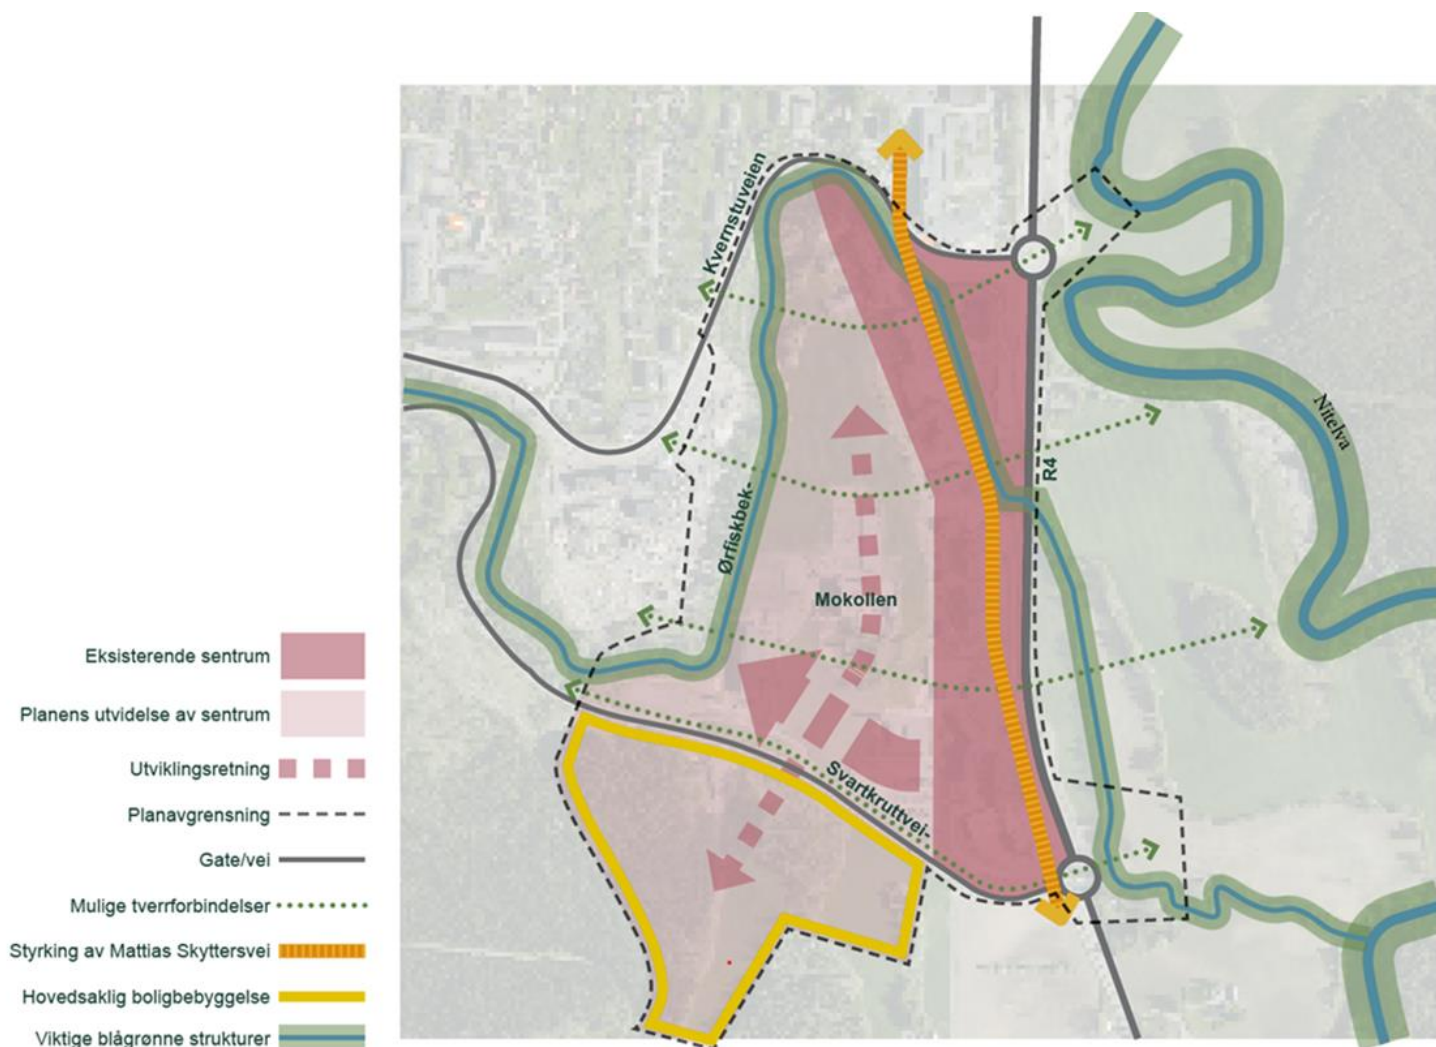 Kvernstuveien
Nitelva
R4
Ørfiskbek-
Mokollen
Svartkruttvei-
Eksisterende sentrum
Planens utvidelse av sentrum
Utviklingsretning
Planavgrensning
Gate/vei
Mulige tverrforbindelser
Styrking av Mattias Skyttersvei
Hovedsaklig boligbebyggelse
Viktige blågrønne strukturer